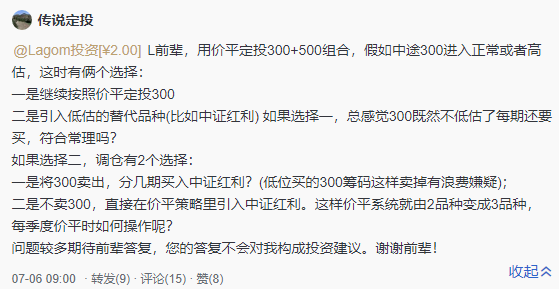 传说定投
@Lagom投资[¥2.00] L前辈，用价平定投300+500组合，假如中途300进入正常或者高
估，这时有两个选择：
一是继续按照价平定投300
二是引入低估的替代品种(比如中证红利) 如果选择一，总感觉300既然不低估了每期还要
买，符合常理吗？
如果选择二，调仓有2个选择：
一是将300卖出，分几期买入中证红利？(低位买的300筹码这样卖掉有浪费嫌疑)；
二是不卖300，直接在价平策略里引入中证红利。这样价平系统就由2品种变成3品种，
每季度价平时如何操作呢？
问题较多期待前辈答复，您的答复不会对我构成投资建议。谢谢前辈！
收起
07-06 09:00 · 转发(9) · 评论(15) · 赞(8)